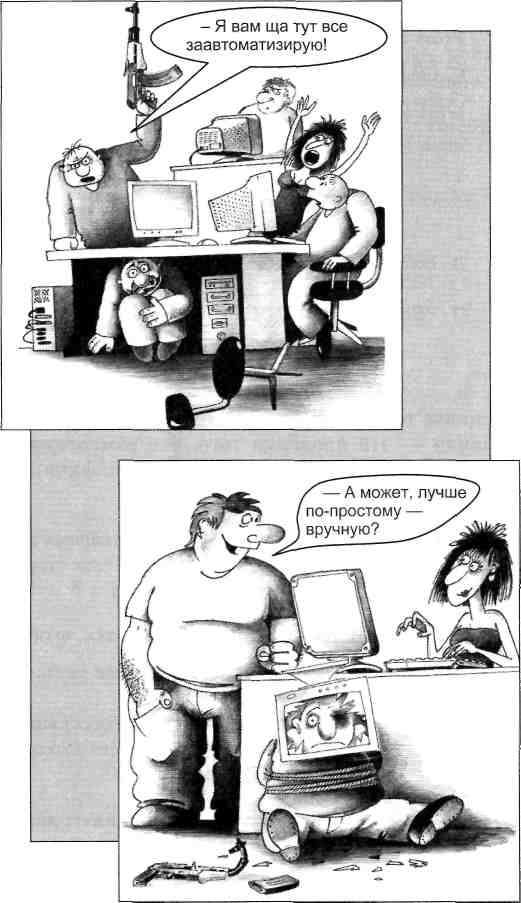 – Я вам ща тут все
заавтоматизирую!
— А может, лучше
по-простому —
вручную?